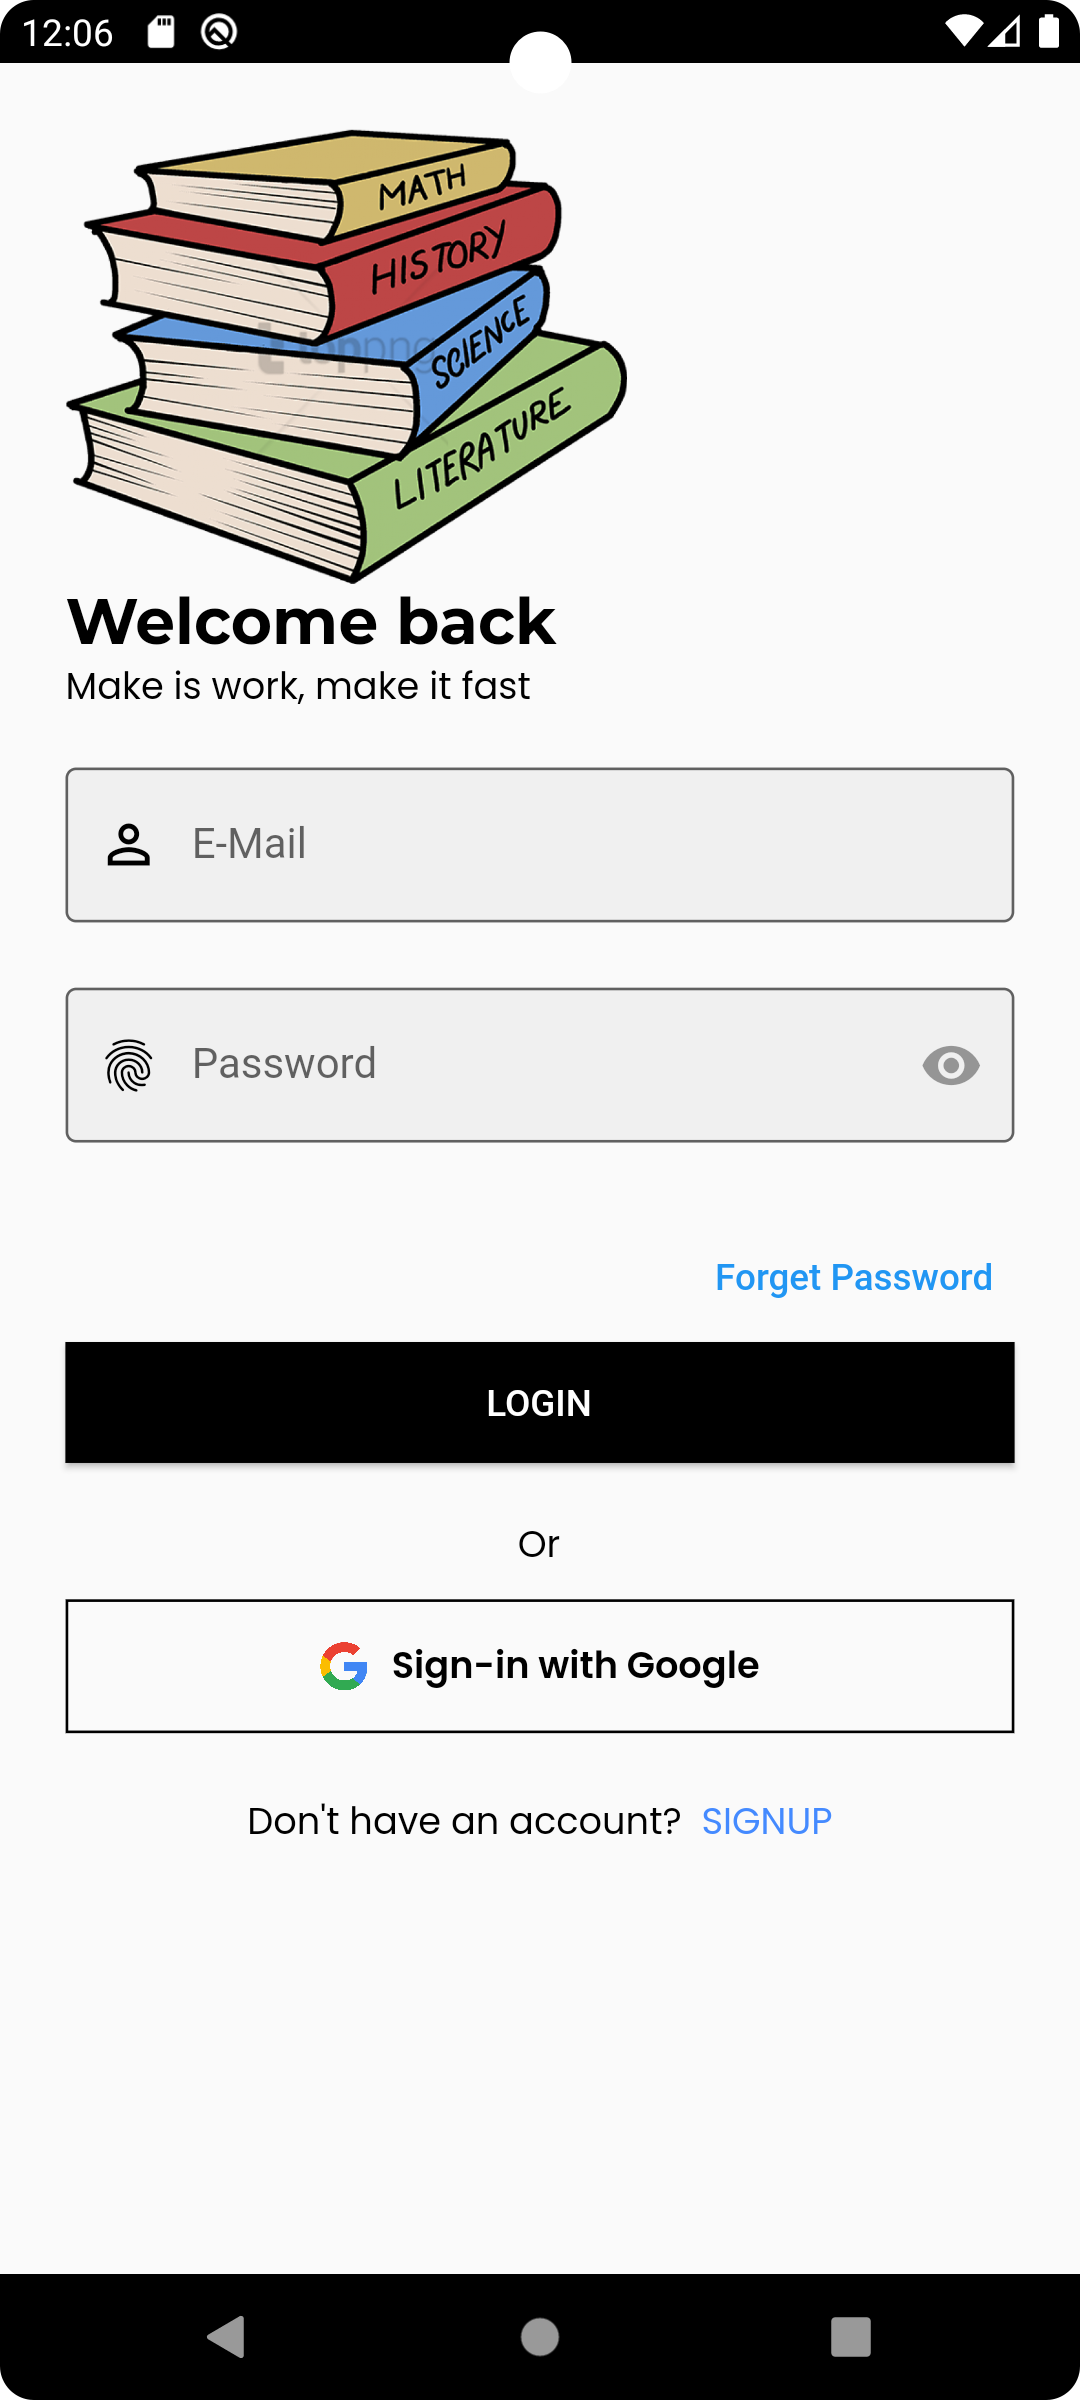 12:06
MATH
HISTORY
SCIENCE
toppng
LITERATURE
Welcome back
Make is work, make it fast
E-Mail
Password
Forget Password
LOGIN
Or
Sign-in with Google
Don't have an account? SIGNUP